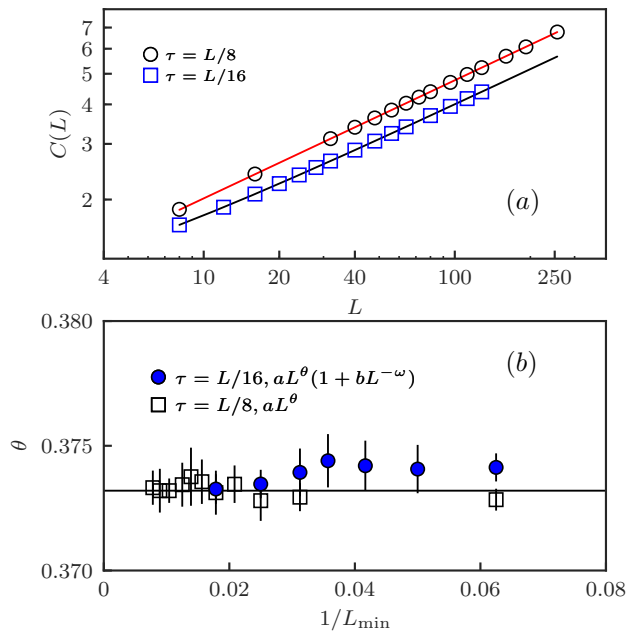 7
6
5
4
3
2
C(L)
τ = L/8
τ = L/16
(a)
4 10 20 40 100 250
L
0.380
0.375
0.370
θ
(b)
τ = L/16, aL^θ(1 + bL^−ω)
τ = L/8, aL^θ
0 0.02 0.04 0.06 0.08
1/L_min